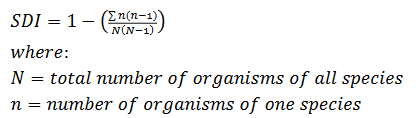 SDI = 1 − (∑n(n−1)/N(N−1))
where:
N = total number of organisms of all species
n = number of organisms of one species